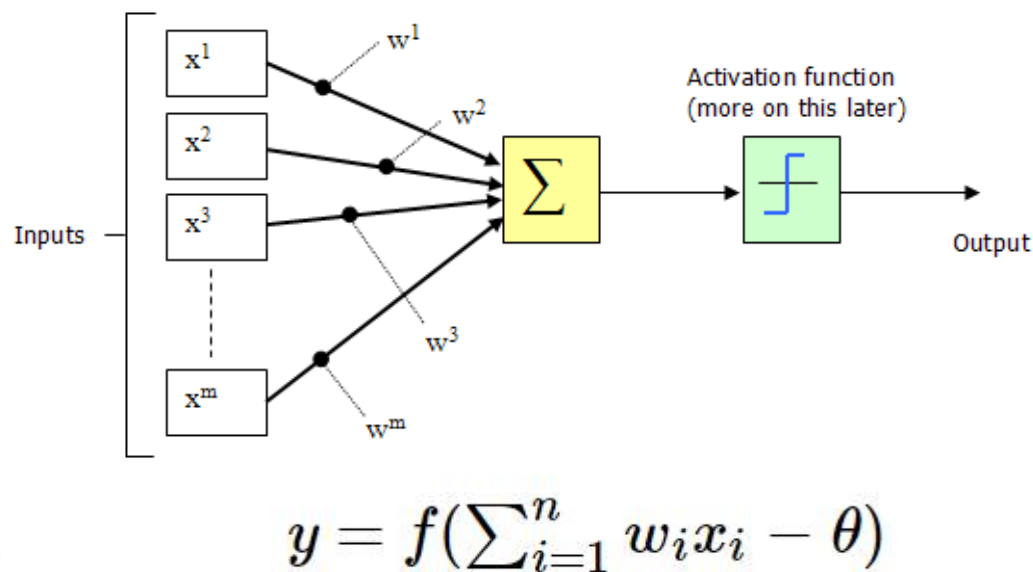 Inputs
x¹
x²
x³
xᵐ
w¹
w²
w³
wᵐ
∑
Activation function
(more on this later)
Output
y = f(∑ⁿᵢ₌₁ wᵢxᵢ − θ)